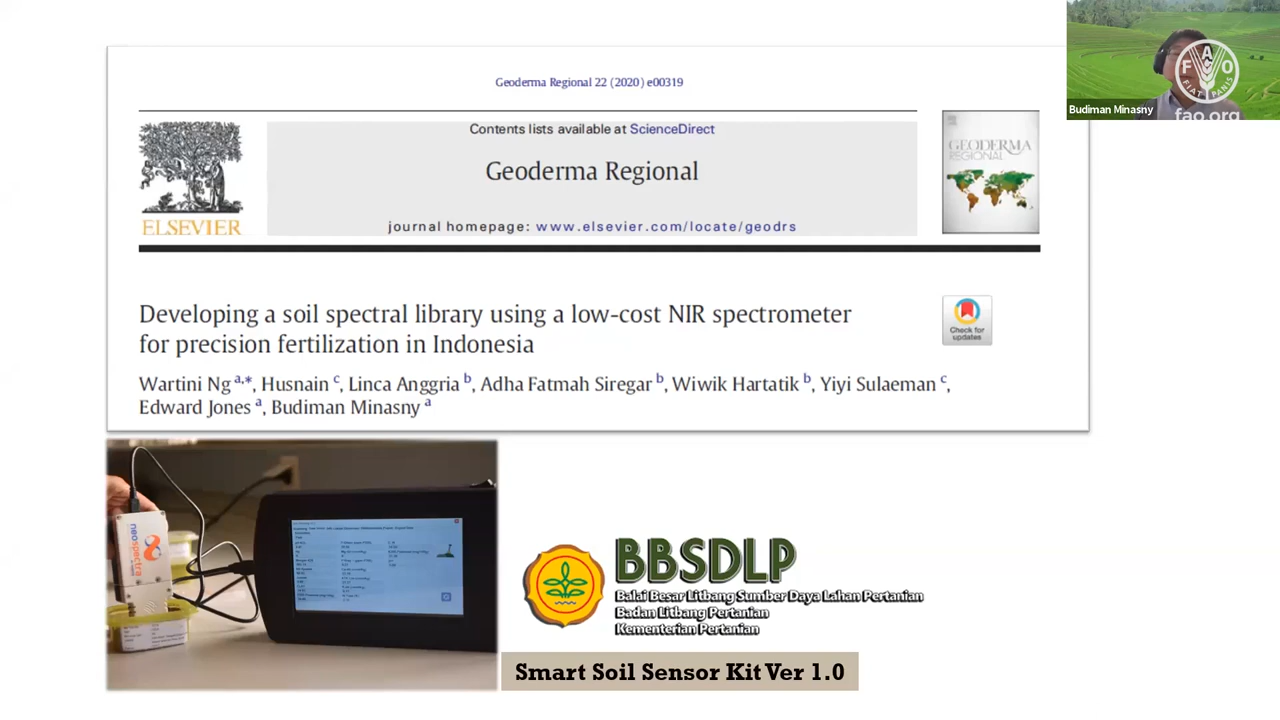 Geoderma Regional 22 (2020) e00319
Contents lists available at ScienceDirect
Geoderma Regional
journal homepage: www.elsevier.com/locate/geodrs
ELSEVIER
GEODERMA
REGIONAL
Developing a soil spectral library using a low-cost NIR spectrometer
for precision fertilization in Indonesia
Check for
updates
Wartini Ng a,*, Husnain c, Linca Anggria b, Adha Fatmah Siregar b, Wiwik Hartatik b, Yiyi Sulaeman c,
Edward Jones a, Budiman Minasny a
FAO
FIAT PANIS
Budiman Minasny
fao.org
neospectra
BBSDLP
Balai Besar Litbang Sumber Daya Lahan Pertanian
Badan Litbang Pertanian
Kementerian Pertanian
Smart Soil Sensor Kit Ver 1.0